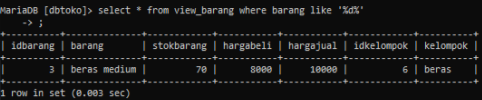 MariaDB [dbtoko]> select * from view_barang where barang like '%d%'
    -> ;
+----------+--------------+------------+-----------+-----------+------------+----------+
| idbarang | barang       | stokbarang | hargabeli | hargajual | idkelompok | kelompok |
+----------+--------------+------------+-----------+-----------+------------+----------+
|        3 | beras medium |         70 |      8000 |     10000 |          6 | beras    |
+----------+--------------+------------+-----------+-----------+------------+----------+
1 row in set (0.003 sec)